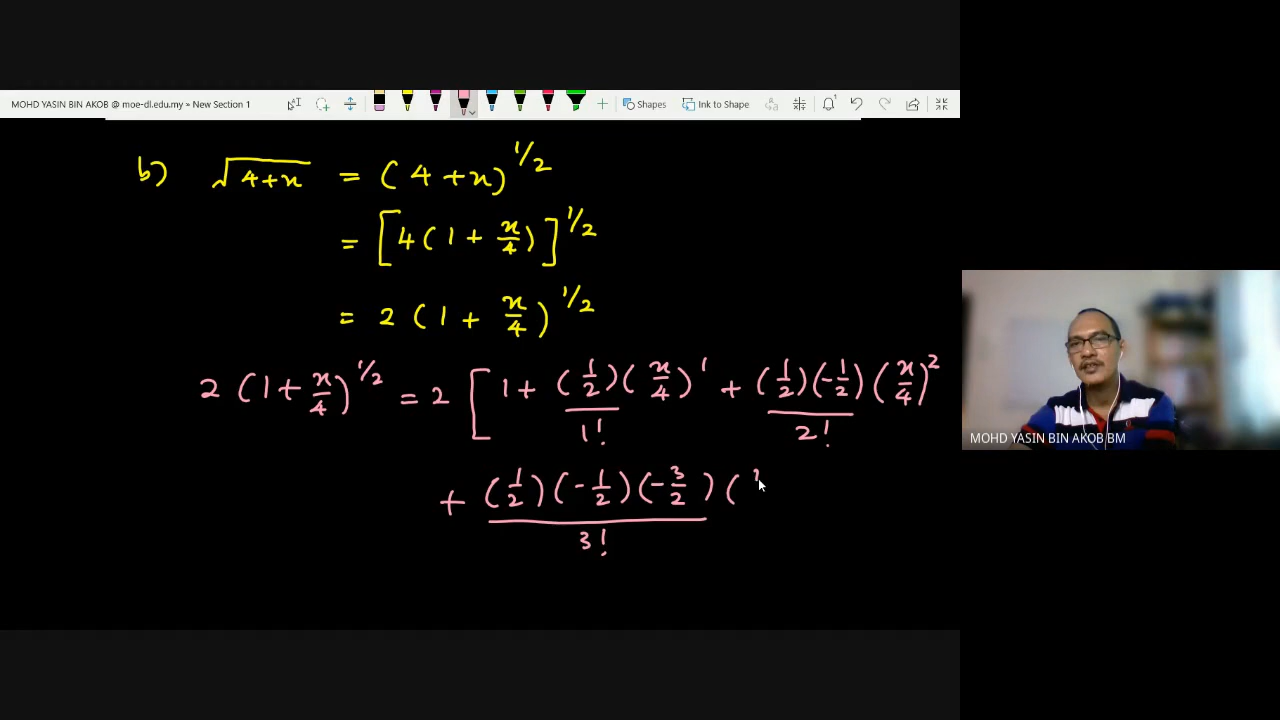 MOHD YASIN BIN AKOB @ moe-dl.edu.my » New Section 1
Shapes
Ink to Shape
b) √4+x = (4+x)^1/2
= [4(1 + x/4)]^1/2
= 2 (1 + x/4)^1/2
2 (1 + x/4)^1/2 = 2 [1 + (1/2)(x/4)^1 / 1! + (1/2)(-1/2)(x/4)^2 / 2!
+ (1/2)(-1/2)(-3/2) / 3! (
MOHD YASIN BIN AKOB BM